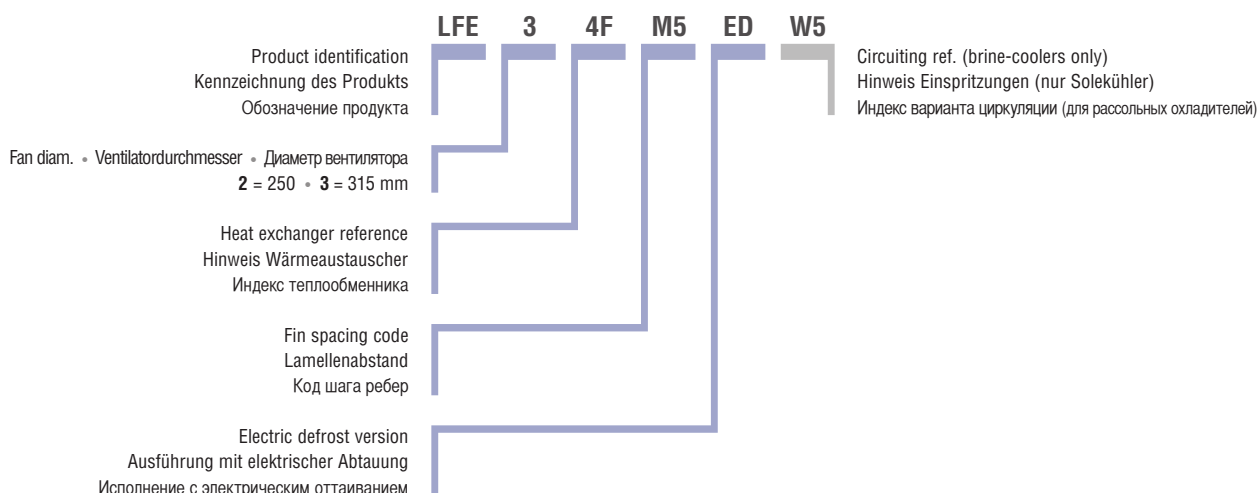 LFE 3 4F M5 ED W5
Product identification
Kennzeichnung des Produkts
Обозначение продукта
Circuiting ref. (brine-coolers only)
Hinweis Einspritzungen (nur Solekühler)
Индекс варианта циркуляции (для рассольных охладителей)
Fan diam. • Ventilatordurchmesser • Диаметр вентилятора
2 = 250 • 3 = 315 mm
Heat exchanger reference
Hinweis Wärmeaustauscher
Индекс теплообменника
Fin spacing code
Lamellenabstand
Код шага ребер
Electric defrost version
Ausführung mit elektrischer Abtauung
Исполнение с электрическим оттаиванием